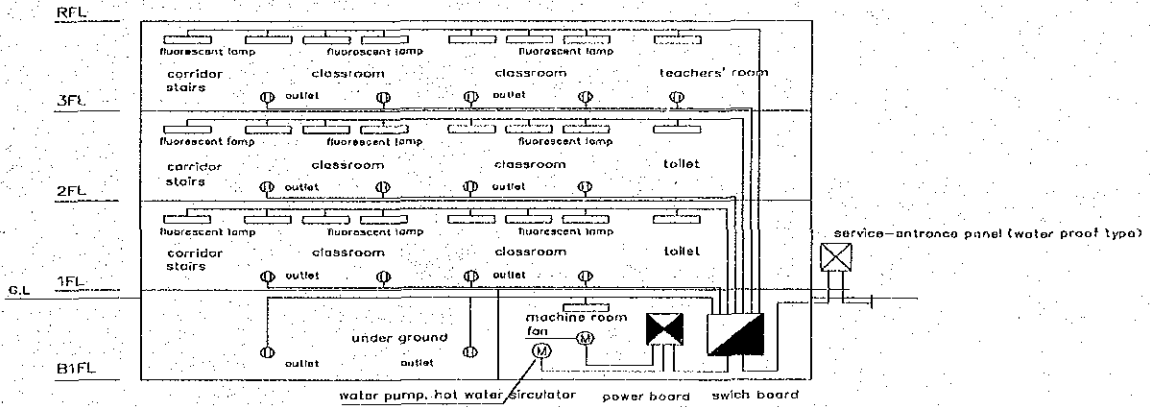 RFL
fluorescent lamp fluorescent lamp fluorescent lamp
corridor classroom classroom teachers' room
stairs
outlet outlet
3FL
fluorescent lamp fluorescent lamp fluorescent lamp
corridor classroom classroom toilet
stairs
outlet outlet
2FL
fluorescent lamp fluorescent lamp fluorescent lamp
service-entrance panel (water proof type)
corridor classroom classroom toilet
stairs
outlet outlet
1FL
G.L
machine room
fan
under ground
M
M
outlet outlet
B1FL
water pump, hot water sirculator power board swich board